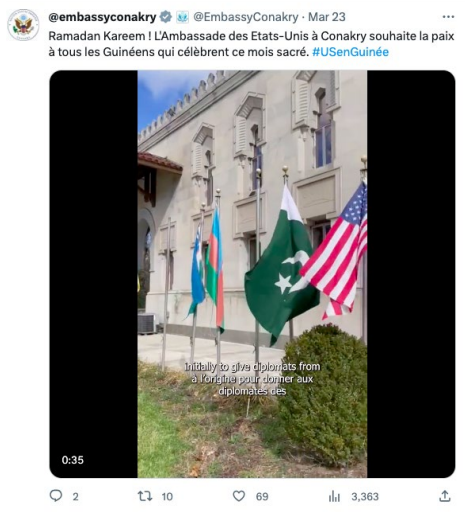 @embassyconakry @EmbassyConakry · Mar 23
Ramadan Kareem ! L'Ambassade des Etats-Unis à Conakry souhaite la paix
à tous les Guinéens qui célèbrent ce mois sacré. #USenGuinée
initially to give diplomats from
à l'origine pour donner aux
diplomates des
0:35
2 10 69 3,363